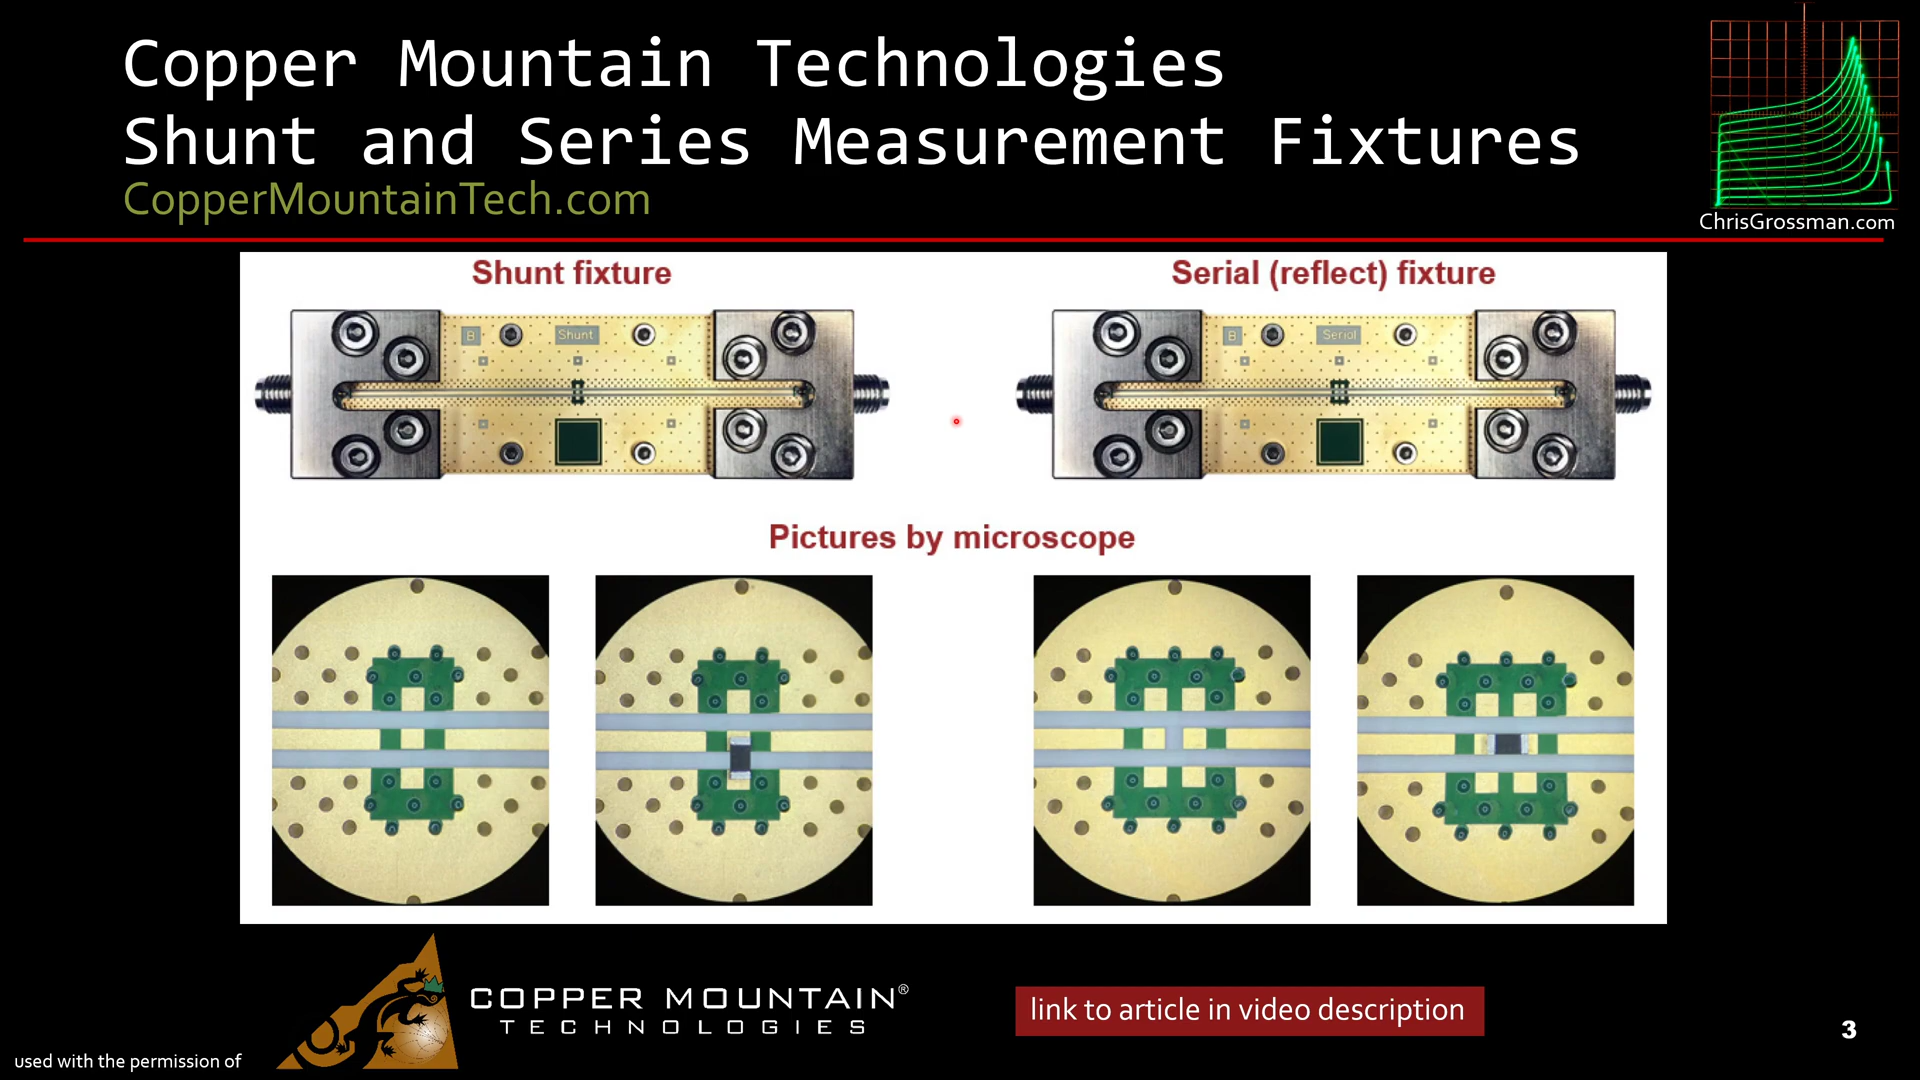 Copper Mountain Technologies
Shunt and Series Measurement Fixtures
CopperMountainTech.com
ChrisGrossman.com
Shunt fixture
Serial (reflect) fixture
B
Shunt
B
Serial
Pictures by microscope
COPPER MOUNTAIN®
TECHNOLOGIES
link to article in video description
3
used with the permission of